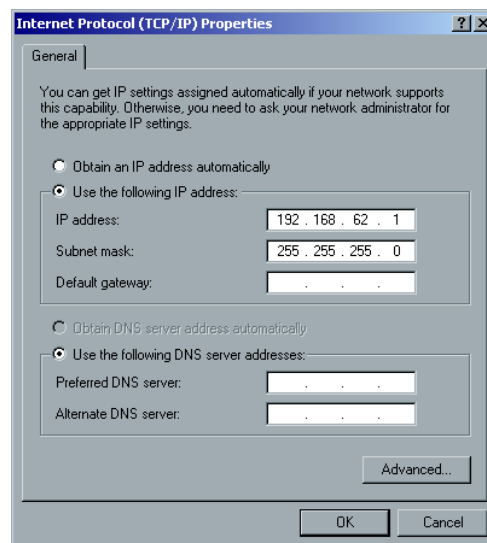 Internet Protocol (TCP/IP) Properties
General
You can get IP settings assigned automatically if your network supports
this capability. Otherwise, you need to ask your network administrator for
the appropriate IP settings.
Obtain an IP address automatically
Use the following IP address:
IP address: 192 . 168 . 62 . 1
Subnet mask: 255 . 255 . 255 . 0
Default gateway: . . .
Obtain DNS server address automatically
Use the following DNS server addresses:
Preferred DNS server: . . .
Alternate DNS server: . . .
Advanced...
OK Cancel